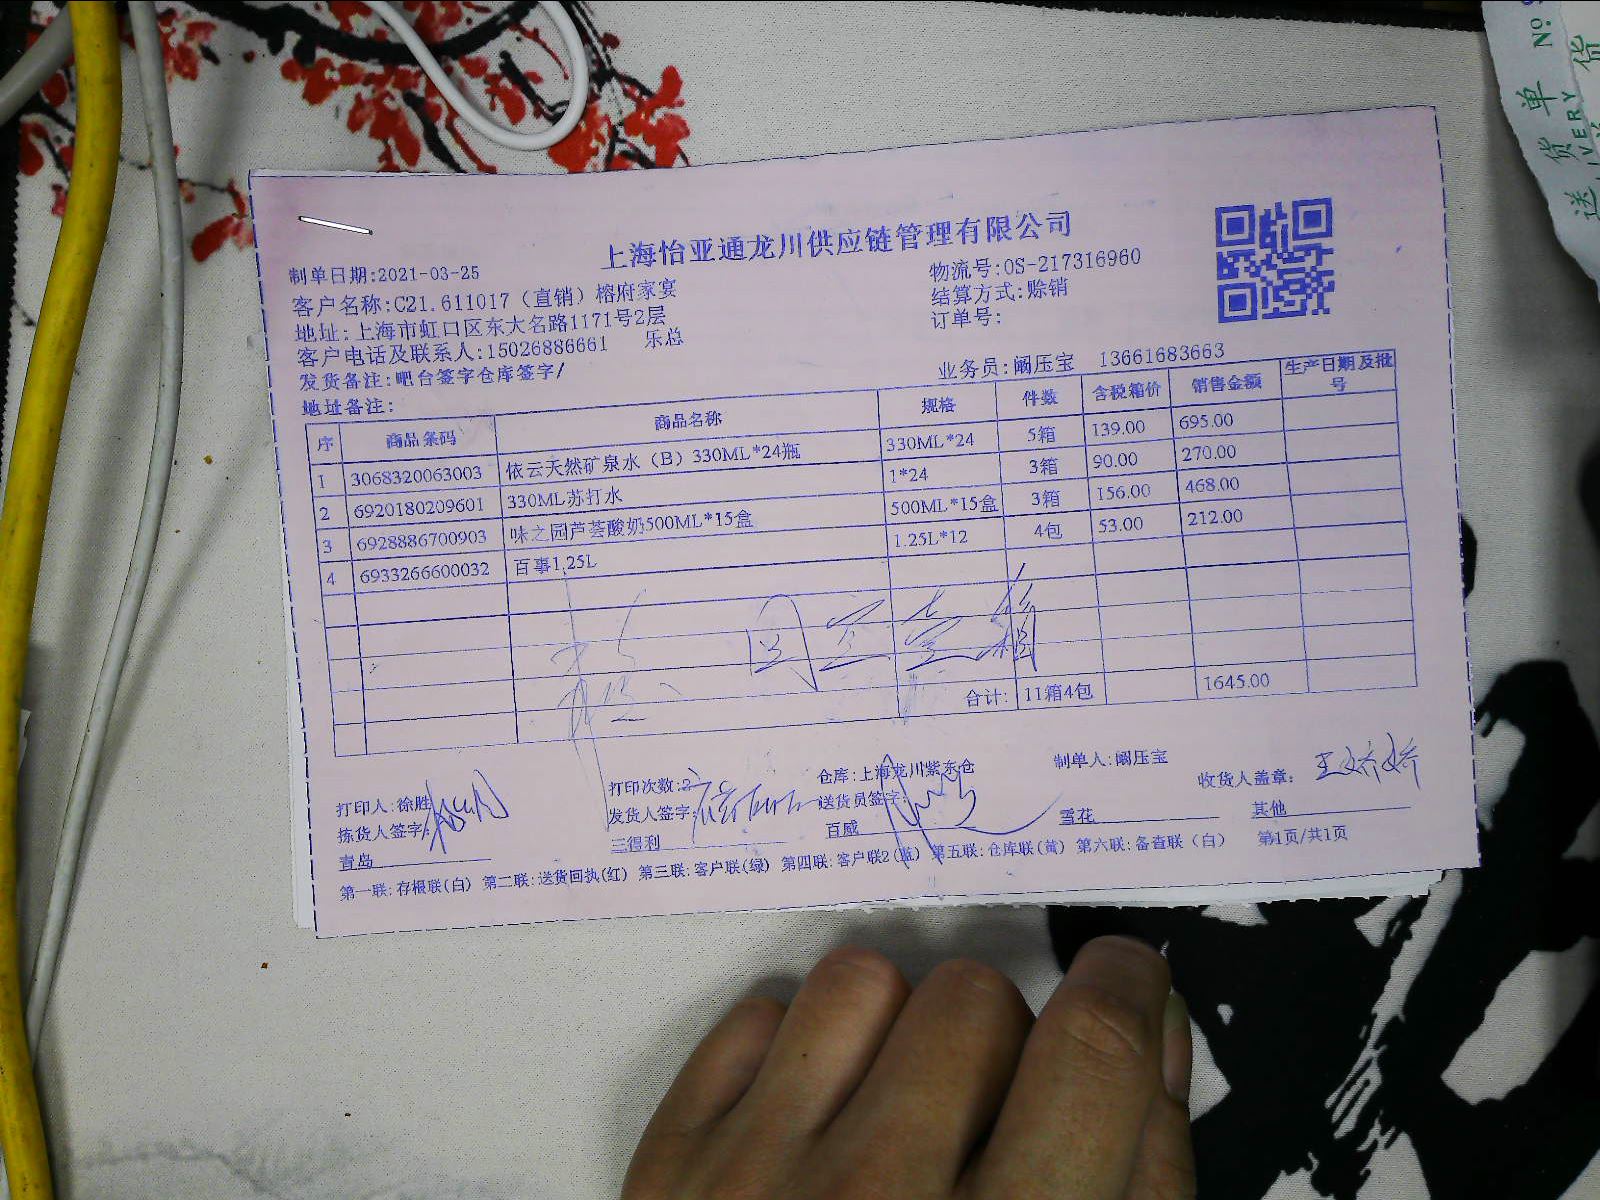 上海怡亚通龙川供应链管理有限公司
制单日期:2021-03-25
物流号:OS-217316960
客户名称:C21.611017（直销）榕府家宴
结算方式:赊销
地址:上海市虹口区东大名路1171号2层
订单号:
客户电话及联系人:15026886661 乐总
发货备注:吧台签字仓库签字/
业务员:阚压宝 13661683663
地址备注:
序 商品条码 商品名称 规格 件数 含税箱价 销售金额 生产日期及批号
1 3068320063003 依云天然矿泉水（B）330ML*24瓶 330ML*24 5箱 139.00 695.00
2 6920180209601 330ML苏打水 1*24 3箱 90.00 270.00
3 6928886700903 味之园芦荟酸奶500ML*15盒 500ML*15盒 3箱 156.00 468.00
4 6933266600032 百事1.25L 1.25L*12 4包 53.00 212.00
合计: 11箱4包 1645.00
打印人:徐胜 打印次数:2 仓库:上海龙川紫东仓 制单人:阚压宝
拣货人签字: 发货人签字: 送货员签字: 收货人盖章: 王娇娇
青岛 三得利 百威 雪花 其他
第一联:存根联(白) 第二联:送货回执(红) 第三联:客户联(绿) 第四联:客户联2(蓝) 第五联:仓库联(黄) 第六联:备查联（白） 第1页/共1页
送货单
№